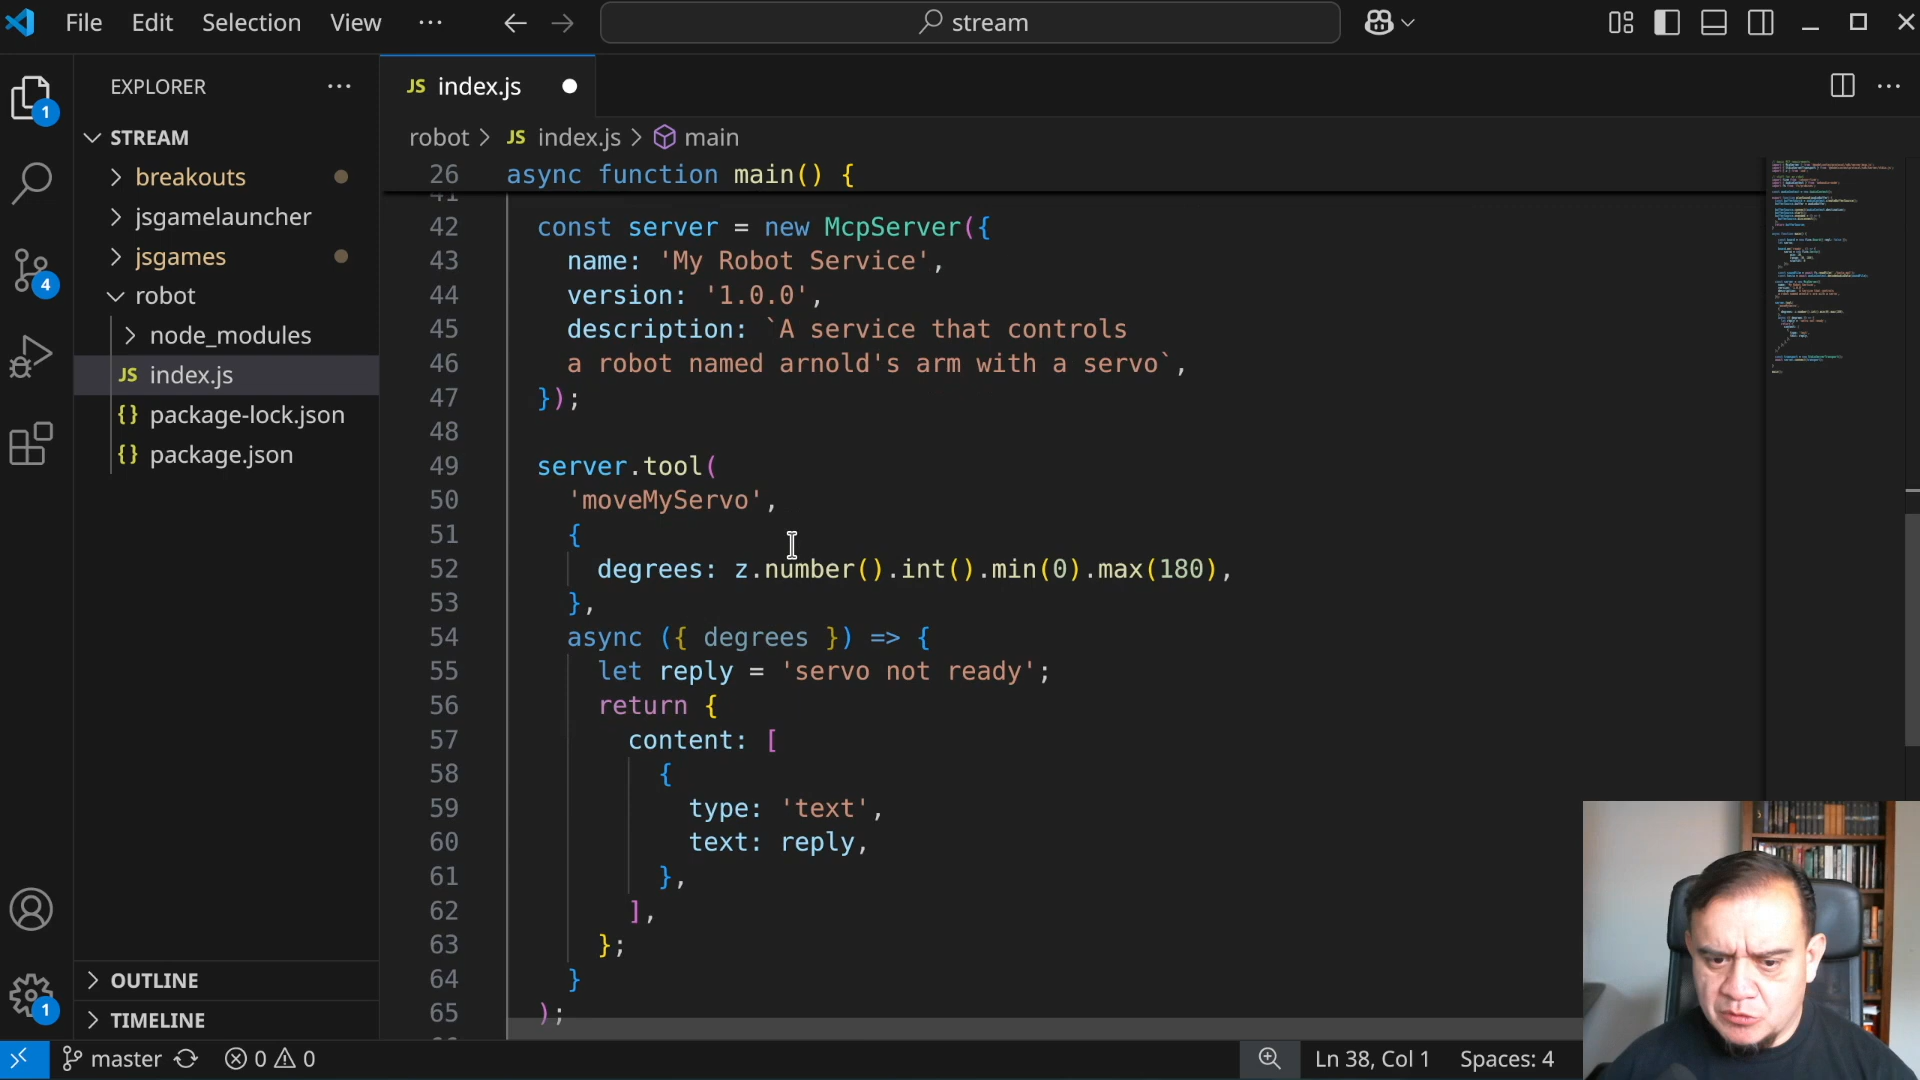 File Edit Selection View ··· stream
EXPLORER ···
STREAM
breakouts
jsgamelauncher
jsgames
robot
node_modules
JS index.js
{} package-lock.json
{} package.json
OUTLINE
TIMELINE
1
4
1
JS index.js
robot > JS index.js > main
26 async function main() {
41
42 const server = new McpServer({
43 name: 'My Robot Service',
44 version: '1.0.0',
45 description: `A service that controls
46 a robot named arnold's arm with a servo`,
47 });
48
49 server.tool(
50 'moveMyServo',
51 {
52 degrees: z.number().int().min(0).max(180),
53 },
54 async ({ degrees }) => {
55 let reply = 'servo not ready';
56 return {
57 content: [
58 {
59 type: 'text',
60 text: reply,
61 },
62 ],
63 };
64 }
65 );
master 0 0 Ln 38, Col 1 Spaces: 4